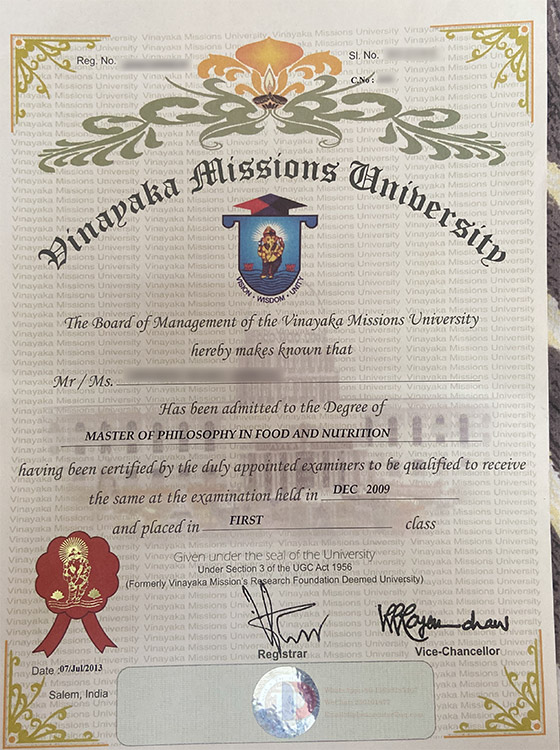 Reg. No.
Sl. No.
C.No :
Vinayaka Missions University
VISION • WISDOM • UNITY
The Board of Management of the Vinayaka Missions University
hereby makes known that
Mr / Ms.
Has been admitted to the Degree of
MASTER OF PHILOSOPHY IN FOOD AND NUTRITION
having been certified by the duly appointed examiners to be qualified to receive
the same at the examination held in DEC 2009
and placed in FIRST class
Given under the seal of the University
Under Section 3 of the UGC Act 1956
(Formerly Vinayaka Mission's Research Foundation Deemed University)
Registrar
Vice-Chancellor
Date :07/Jul/2013
Salem, India